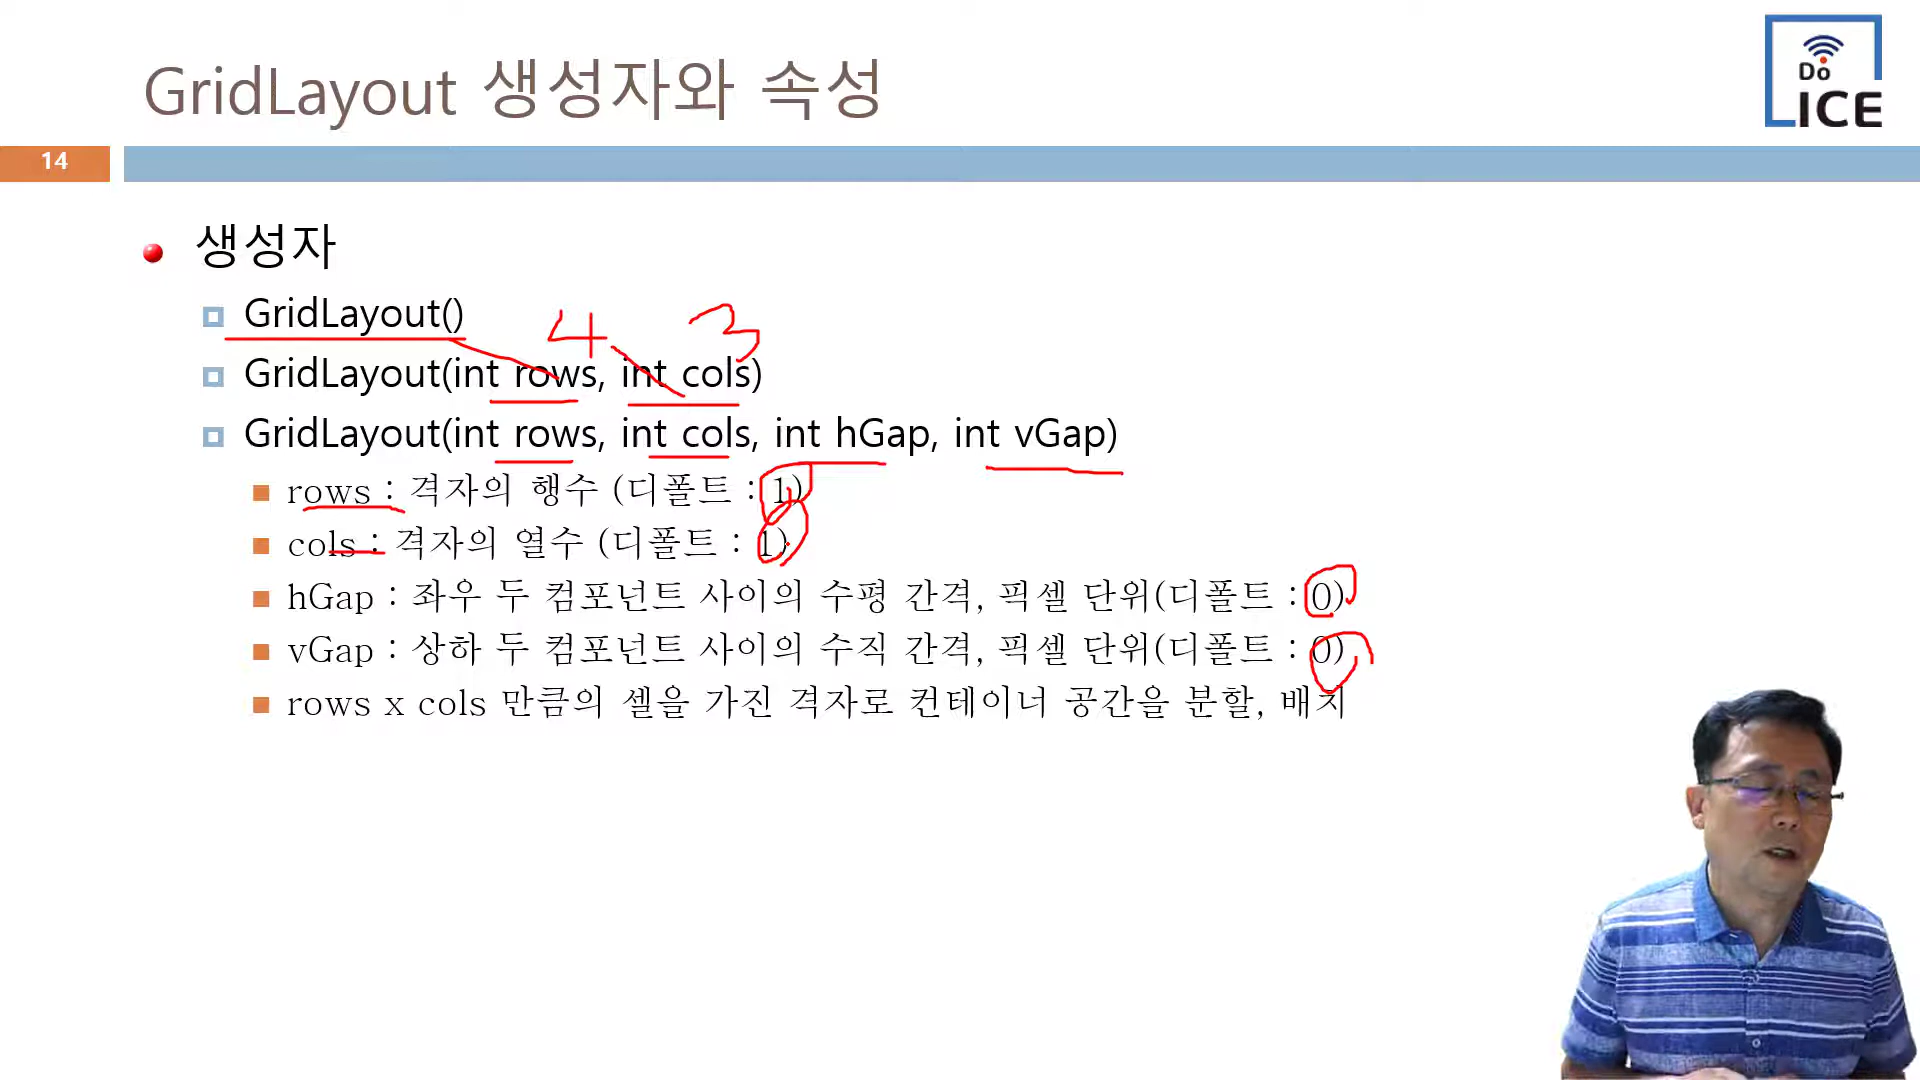 GridLayout 생성자와 속성
Do
ICE
14
생성자
GridLayout()
4 3
GridLayout(int rows, int cols)
GridLayout(int rows, int cols, int hGap, int vGap)
rows : 격자의 행수 (디폴트 : 1)
cols : 격자의 열수 (디폴트 : 1)
hGap : 좌우 두 컴포넌트 사이의 수평 간격, 픽셀 단위(디폴트 : 0)
vGap : 상하 두 컴포넌트 사이의 수직 간격, 픽셀 단위(디폴트 : 0)
rows x cols 만큼의 셀을 가진 격자로 컨테이너 공간을 분할, 배치